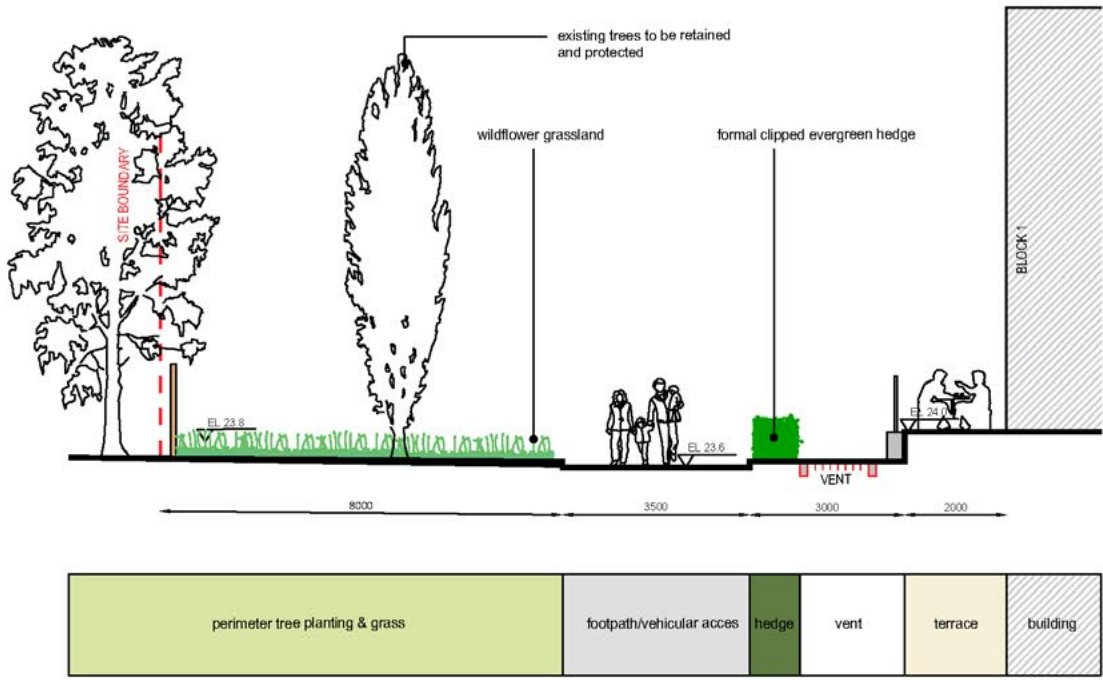 existing trees to be retained
and protected
wildflower grassland
formal clipped evergreen hedge
SITE BOUNDARY
BLOCK 1
EL 23.8
EL 23.6
EL 24.0
VENT
8000
3500
3000
2000
perimeter tree planting & grass
footpath/vehicular acces
hedge
vent
terrace
building